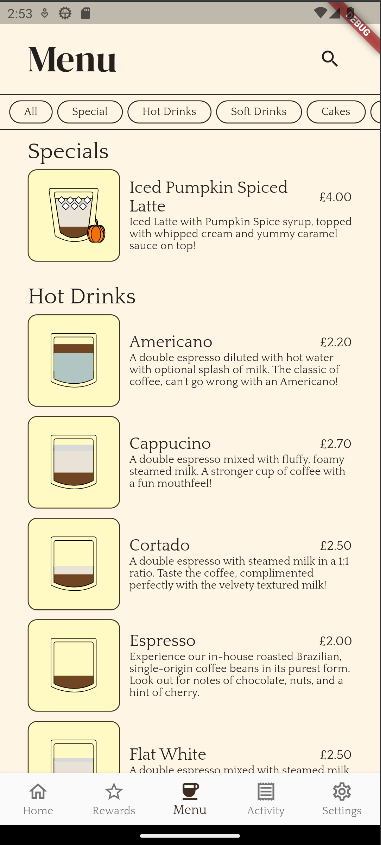 2:53
DEBUG
Menu
All
Special
Hot Drinks
Soft Drinks
Cakes
Specials
Iced Pumpkin Spiced
Latte
£4.00
Iced Latte with Pumpkin Spice syrup, topped
with whipped cream and yummy caramel
sauce on top!
Hot Drinks
Americano
£2.20
A double espresso diluted with hot water
with optional splash of milk. The classic of
coffee, can't go wrong with an Americano!
Cappucino
£2.70
A double espresso mixed with fluffy, foamy
steamed milk. A stronger cup of coffee with
a fun mouthfeel!
Cortado
£2.50
A double espresso with steamed milk in a 1:1
ratio. Taste the coffee, complimented
perfectly with the velvety textured milk!
Espresso
£2.00
Experience our in-house roasted Brazilian,
single-origin coffee beans in its purest form.
Look out for notes of chocolate, nuts, and a
hint of cherry.
Flat White
£2.50
A double espresso mixed with steamed milk
Home
Rewards
Menu
Activity
Settings